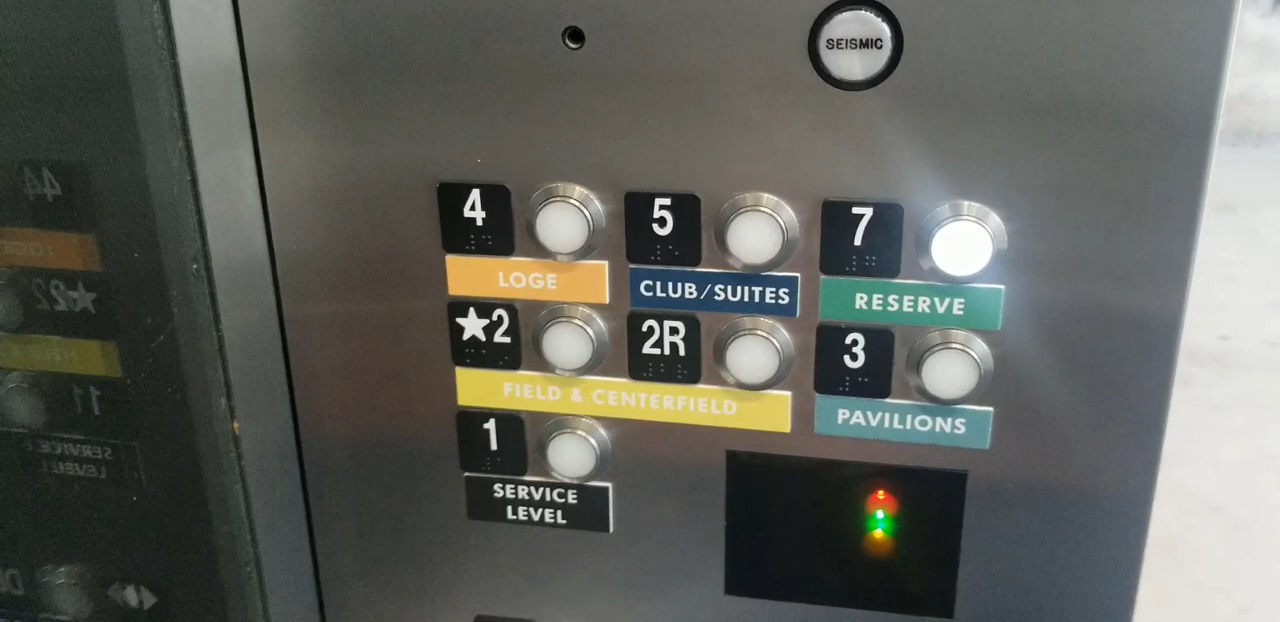 SEISMIC
4 5 7
LOGE CLUB/SUITES RESERVE
★2 2R 3
FIELD & CENTERFIELD PAVILIONS
1
SERVICE
LEVEL